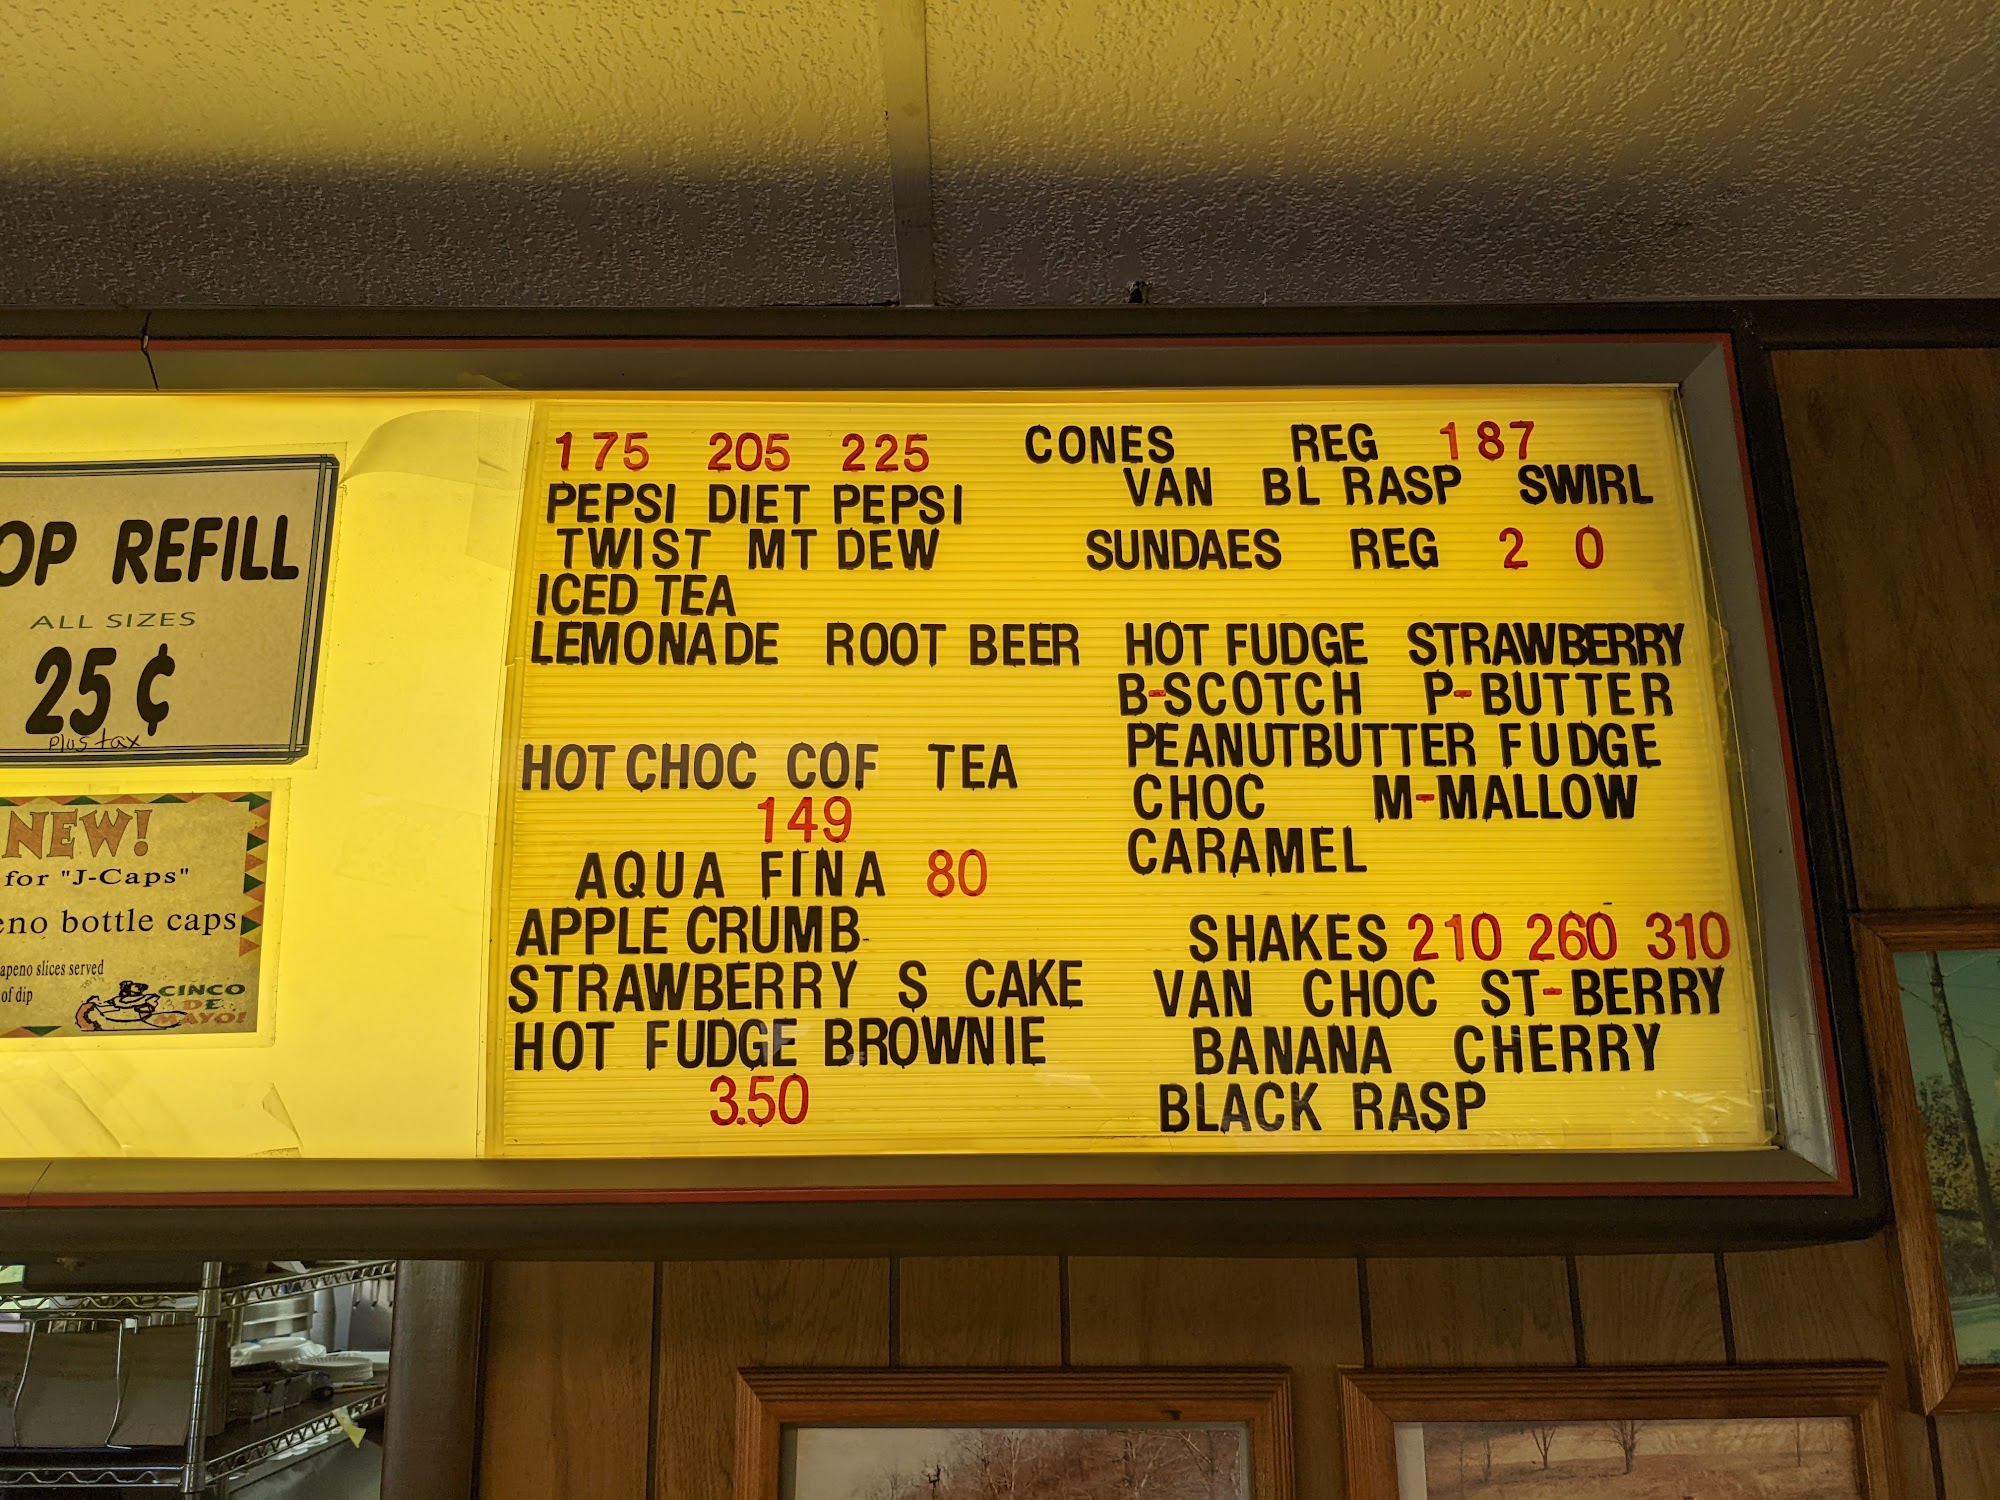 OP REFILL
ALL SIZES
25¢
plus tax
NEW!
for "J-Caps"
eno bottle caps
apeno slices served
of dip
CINCO
DE
MAYO!
175 205 225
PEPSI DIET PEPSI
TWIST MT DEW
ICED TEA
LEMONADE ROOT BEER
HOT CHOC COF TEA
149
AQUA FINA 80
APPLE CRUMB
STRAWBERRY S CAKE
HOT FUDGE BROWNIE
3.50
CONES REG 187
VAN BL RASP SWIRL
SUNDAES REG 2 0
HOT FUDGE STRAWBERRY
B-SCOTCH P-BUTTER
PEANUTBUTTER FUDGE
CHOC M-MALLOW
CARAMEL
SHAKES 210 260 310
VAN CHOC ST-BERRY
BANANA CHERRY
BLACK RASP